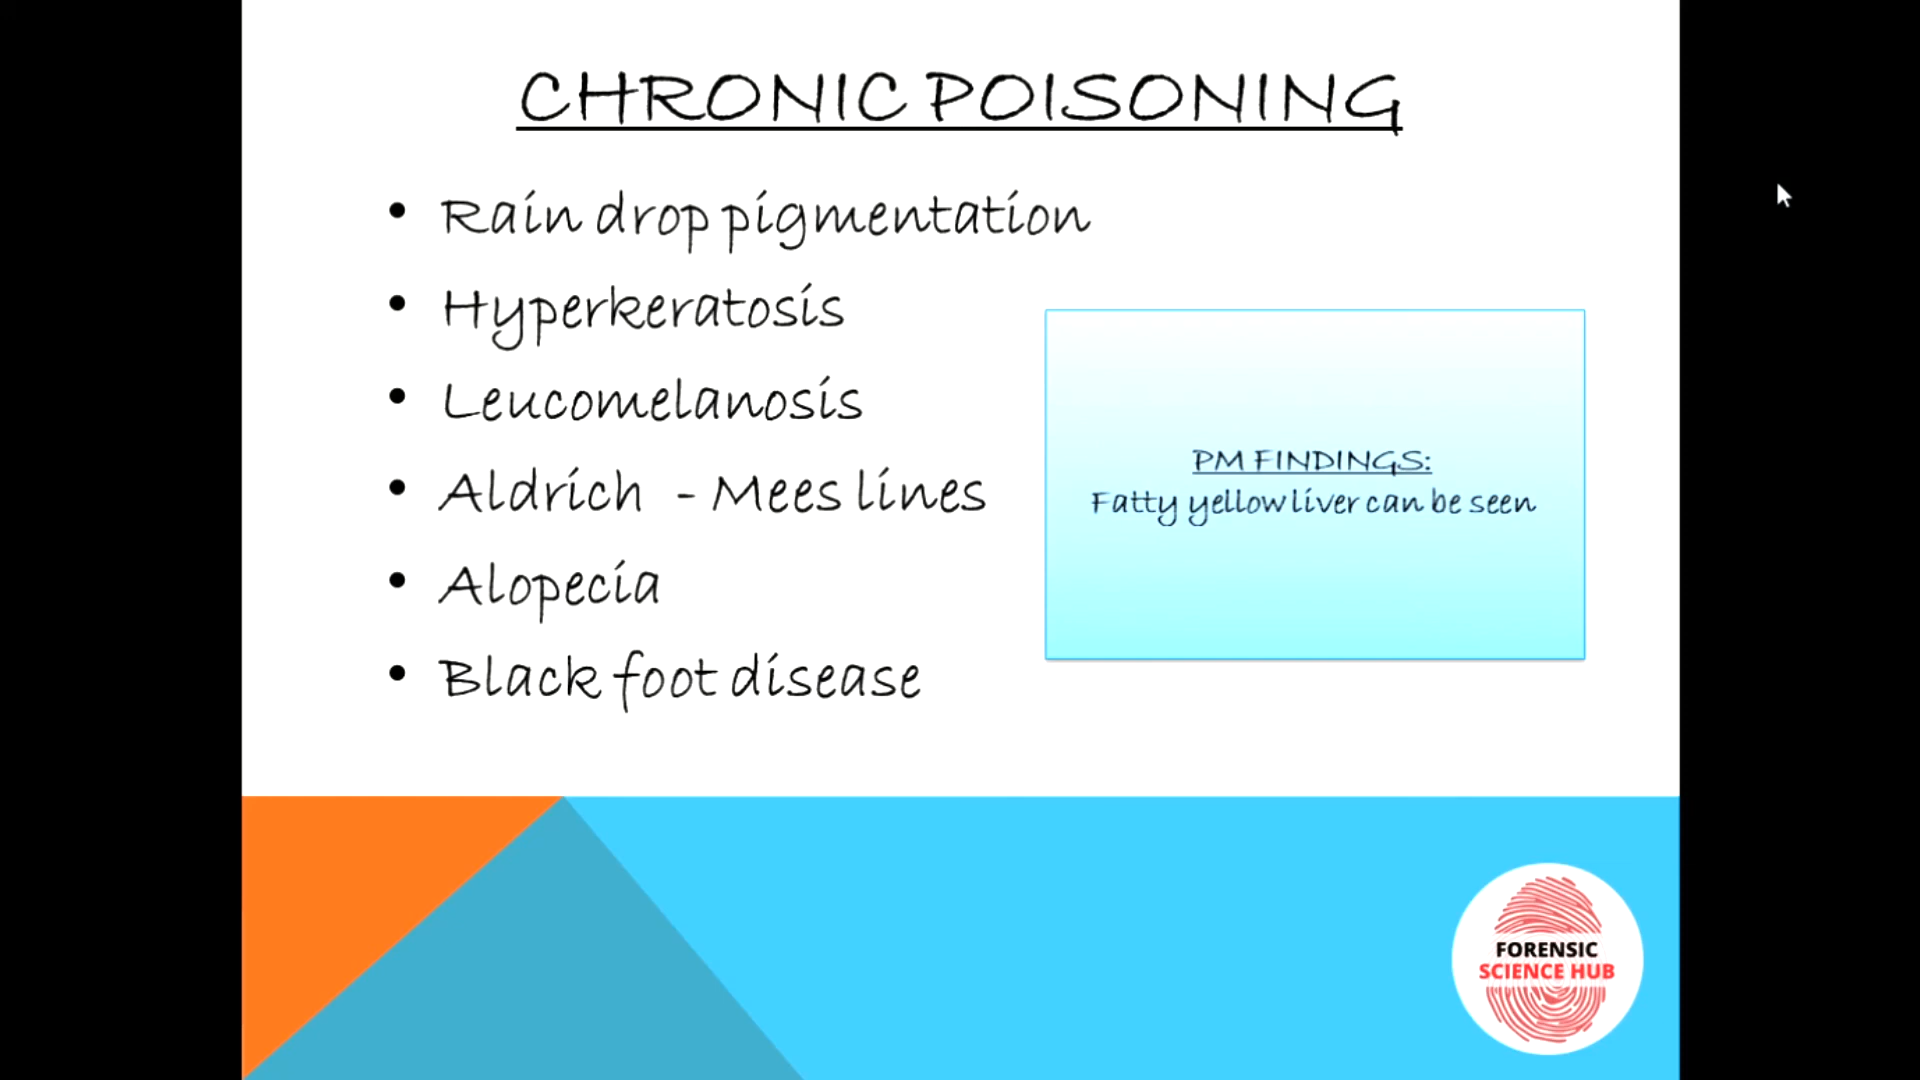 CHRONIC POISONING
• Rain drop pigmentation
• Hyperkeratosis
• Leucomelanosis
• Aldrich - Mees lines
• Alopecia
• Black foot disease
PM FINDINGS:
Fatty yellow liver can be seen
FORENSIC
SCIENCE HUB